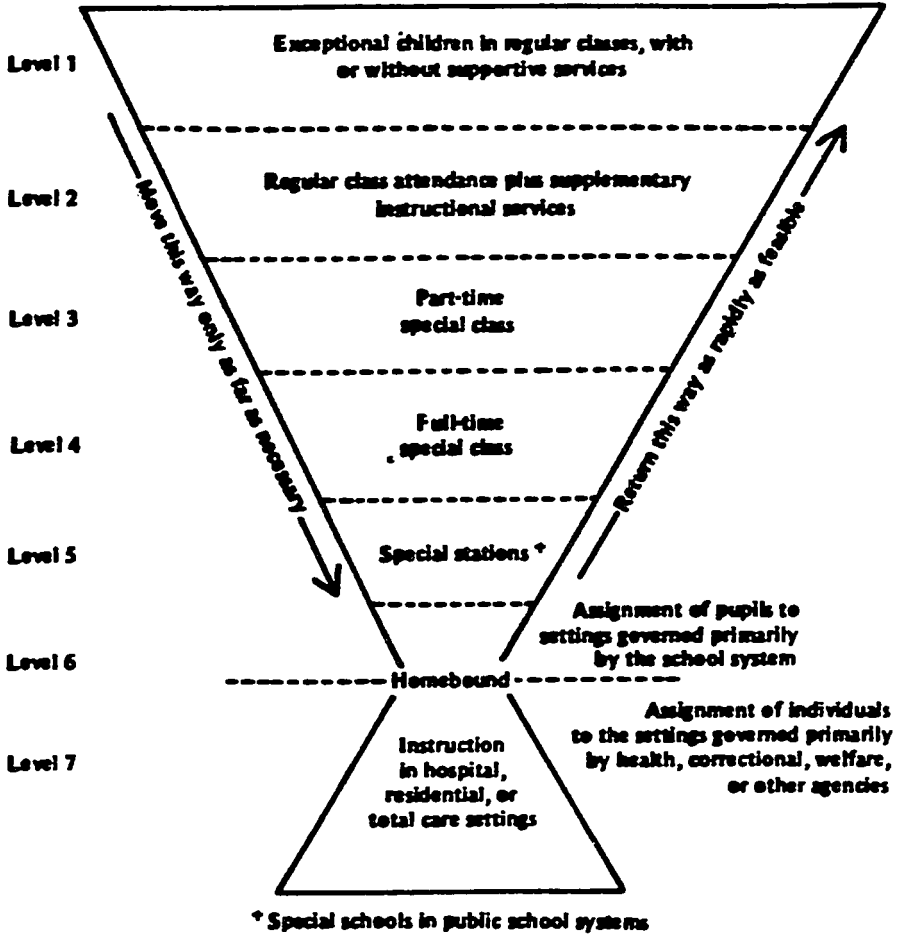 Level 1
Exceptional children in regular classes, with
or without supportive services
Level 2
Regular class attendance plus supplementary
instructional services
Move this way only as far as necessary
Return this way as rapidly as feasible
Level 3
Part-time
special class
Level 4
Full-time
special class
Level 5
Special stations +
Level 6
Homebound
Assignment of pupils to
settings governed primarily
by the school system
Level 7
Instruction
in hospital,
residential, or
total care settings
Assignment of individuals
to the settings governed primarily
by health, correctional, welfare,
or other agencies
+ Special schools in public school systems